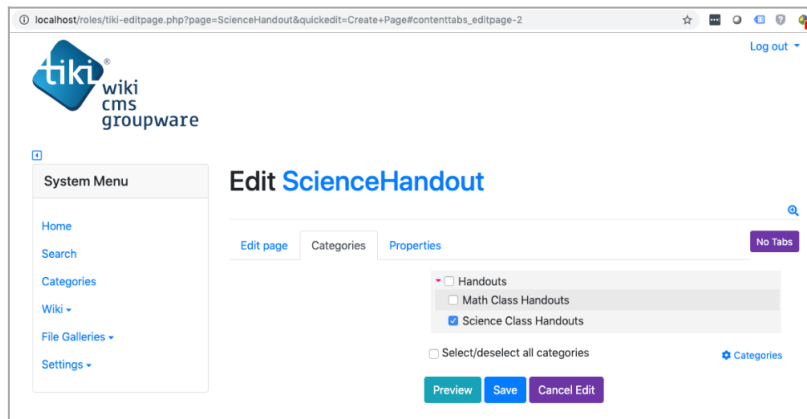 localhost/roles/tiki-editpage.php?page=ScienceHandout&quickedit=Create+Page#contenttabs_editpage-2
Log out
tiki®
wiki
cms
groupware
System Menu
Home
Search
Categories
Wiki
File Galleries
Settings
Edit ScienceHandout
Edit page Categories Properties
No Tabs
Handouts
Math Class Handouts
Science Class Handouts
Select/deselect all categories
Categories
Preview Save Cancel Edit